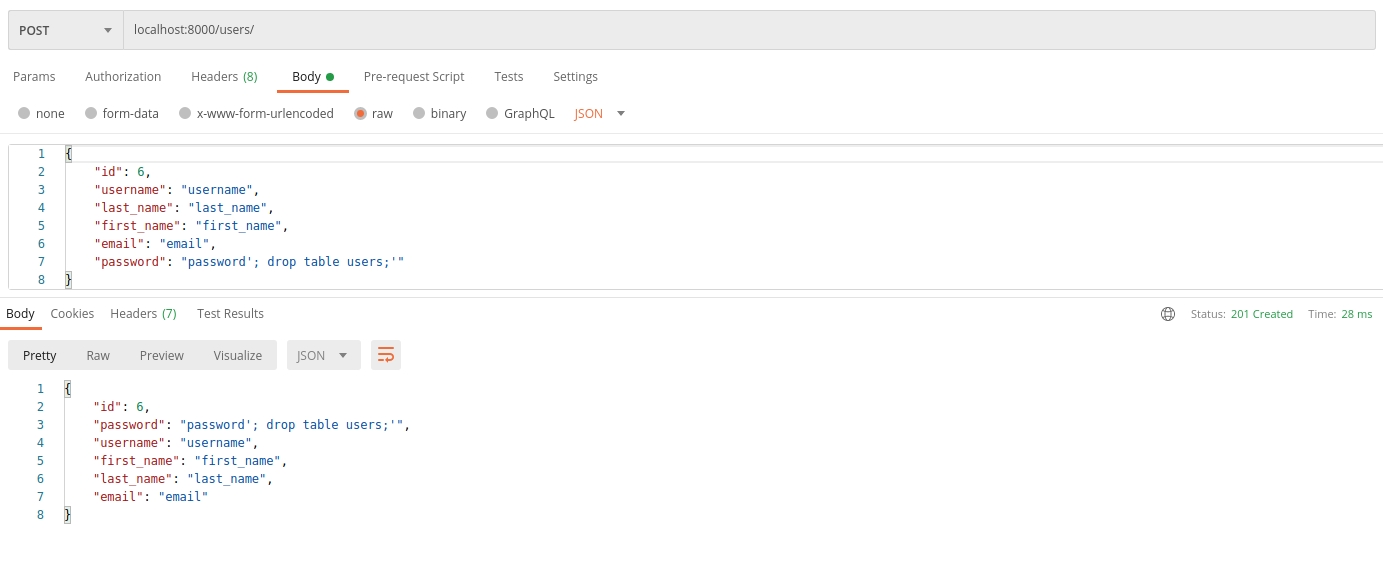 POST localhost:8000/users/
Params Authorization Headers (8) Body Pre-request Script Tests Settings
none form-data x-www-form-urlencoded raw binary GraphQL JSON
1 {
2 "id": 6,
3 "username": "username",
4 "last_name": "last_name",
5 "first_name": "first_name",
6 "email": "email",
7 "password": "password'; drop table users;'"
8 }
Body Cookies Headers (7) Test Results Status: 201 Created Time: 28 ms
Pretty Raw Preview Visualize JSON
1 {
2 "id": 6,
3 "password": "password'; drop table users;'",
4 "username": "username",
5 "first_name": "first_name",
6 "last_name": "last_name",
7 "email": "email"
8 }